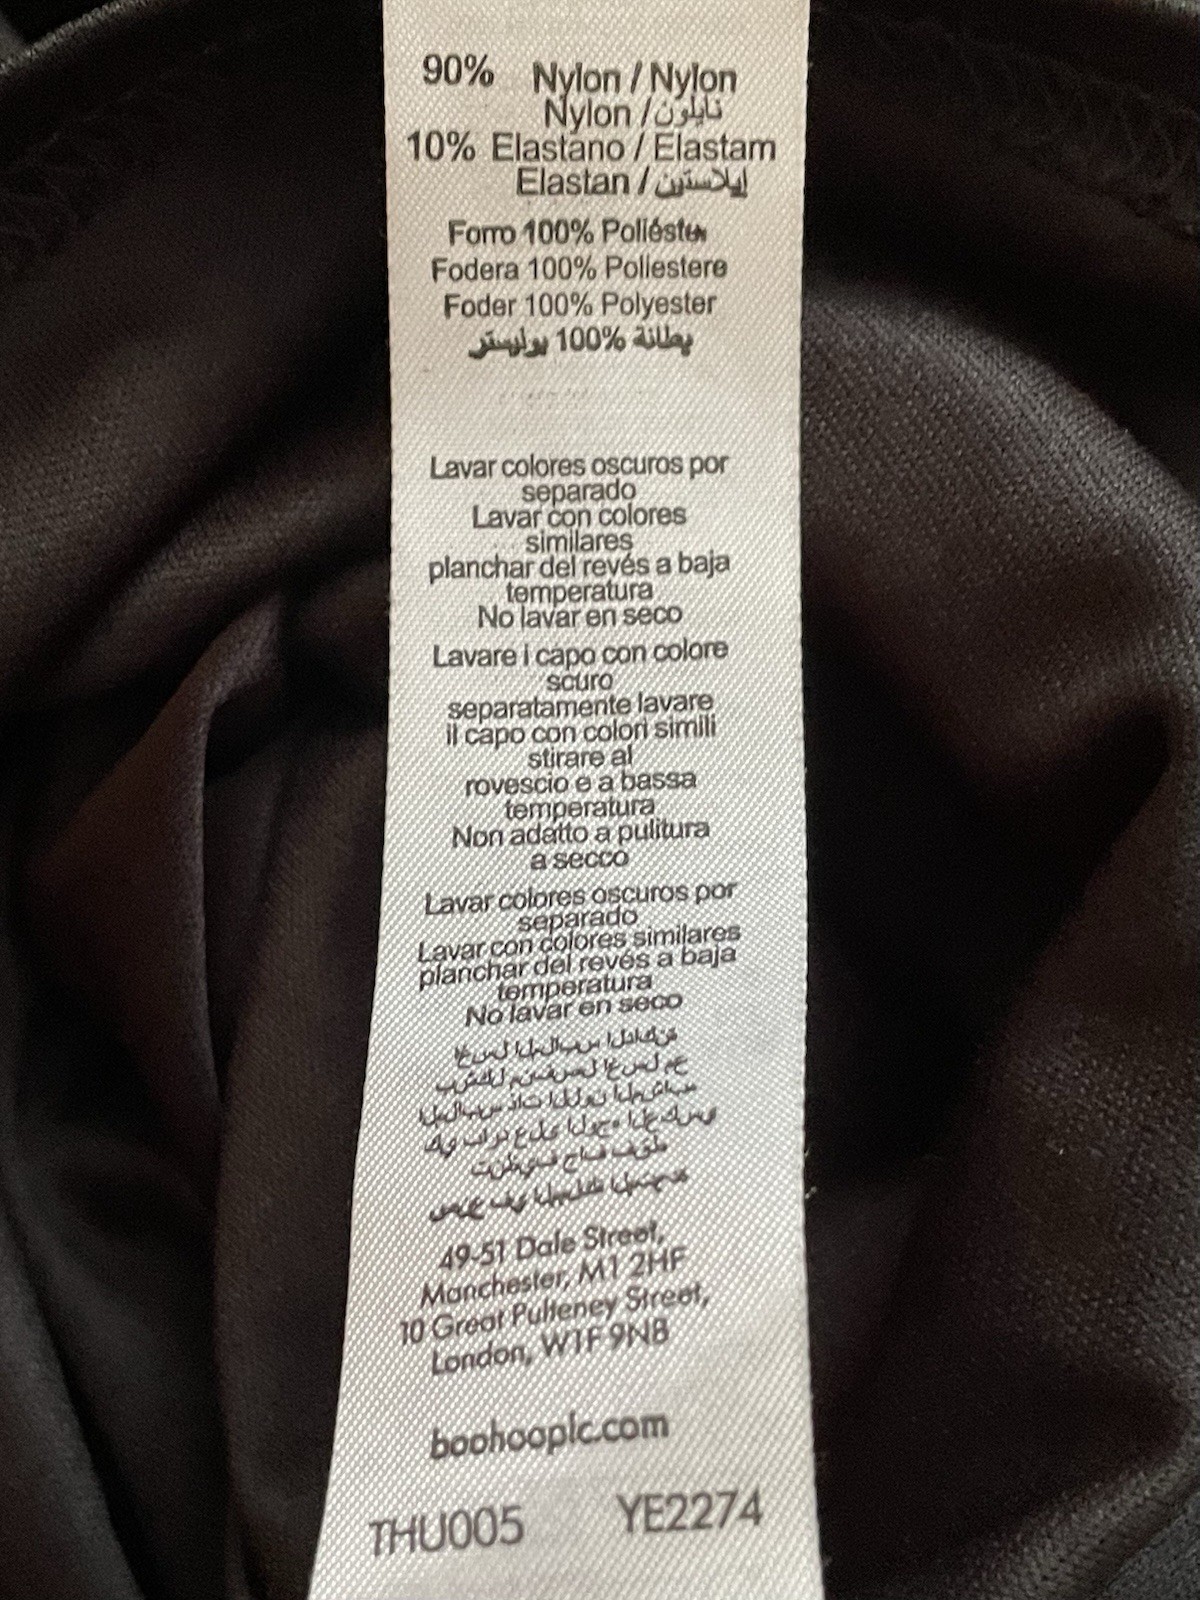 90% Nylon / Nylon
Nylon / نايلون
10% Elastano / Elastam
Elastan / إيلاستين
Forro 100% Poliéster
Fodera 100% Poliestere
Foder 100% Polyester
بطانة 100% بوليستر
Lavar colores oscuros por
separado
Lavar con colores
similares
planchar del revés a baja
temperatura
No lavar en seco
Lavare i capo con colore
scuro
separatamente lavare
il capo con colori simili
stirare al
rovescio e a bassa
temperatura
Non adatto a pulitura
a secco
Lavar colores oscuros por
separado
Lavar con colores similares
planchar del revés a baja
temperatura
No lavar en seco
49-51 Dale Street,
Manchester, M1 2HF
10 Great Pulteney Street,
London, W1F 9NB
boohooplc.com
THU005 YE2274